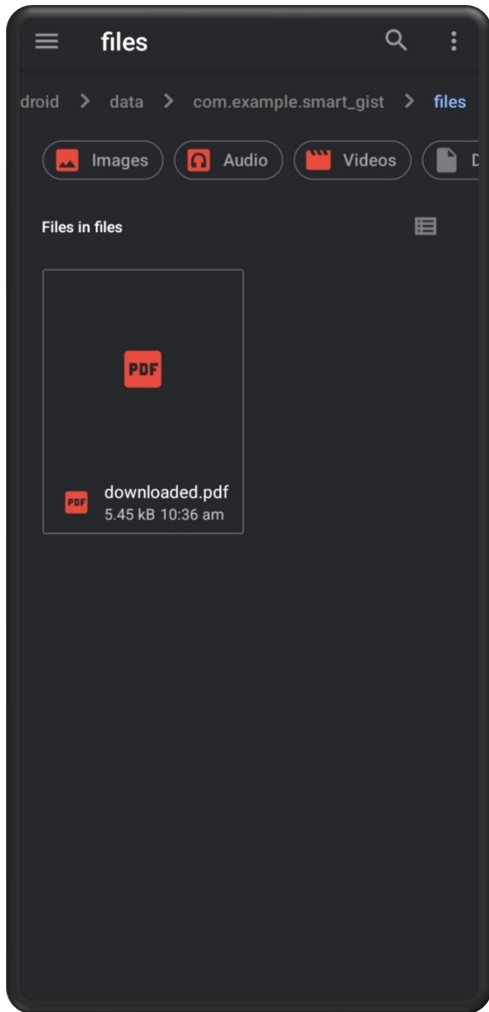 files
droid > data > com.example.smart_gist > files
Images Audio Videos
Files in files
PDF
PDF downloaded.pdf
5.45 kB 10:36 am